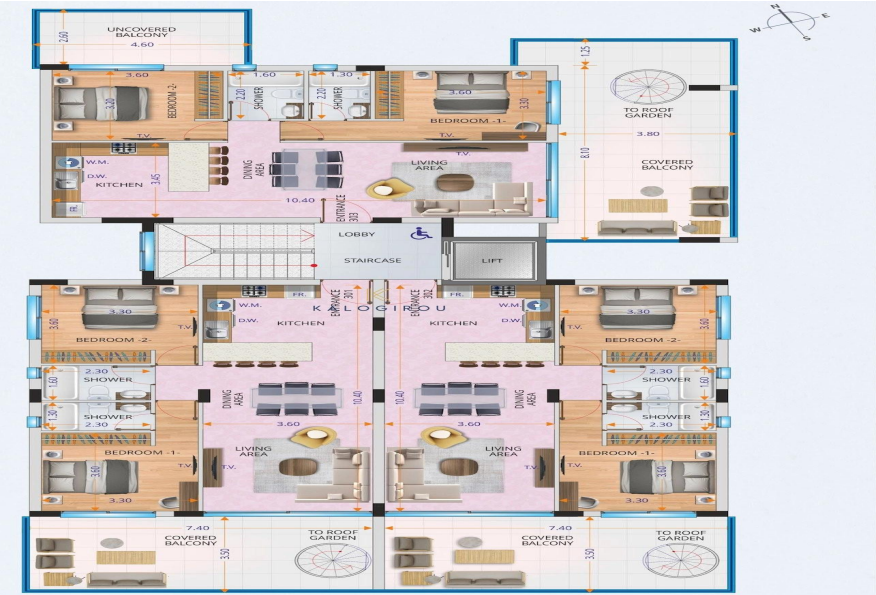 N
E
W
S
UNCOVERED
BALCONY
4.60
2.60
1.25
3.60
1.60
1.30
BEDROOM -2-
3.20
2.20
SHOWER
2.20
SHOWER
3.60
3.30
BEDROOM -1-
T.V.
T.V.
TO ROOF
GARDEN
3.80
8.10
COVERED
BALCONY
W.M.
D.W.
KITCHEN
FR.
3.45
DINING
AREA
10.40
LIVING
AREA
T.V.
ENTRANCE
303
LOBBY
STAIRCASE
LIFT
ENTRANCE
301
ENTRANCE
302
FR.
FR.
W.M.
D.W.
KITCHEN
W.M.
D.W.
KITCHEN
KALOGIROU
3.30
3.60
T.V.
BEDROOM -2-
3.30
3.60
T.V.
BEDROOM -2-
2.30
SHOWER
1.60
SHOWER
2.30
1.30
2.30
SHOWER
1.60
SHOWER
2.30
1.30
DINING
AREA
3.60
10.40
LIVING
AREA
T.V.
DINING
AREA
3.60
10.40
LIVING
AREA
T.V.
BEDROOM -1-
3.60
T.V.
3.30
BEDROOM -1-
3.60
T.V.
3.30
7.40
COVERED
BALCONY
3.50
TO ROOF
GARDEN
7.40
COVERED
BALCONY
3.50
TO ROOF
GARDEN